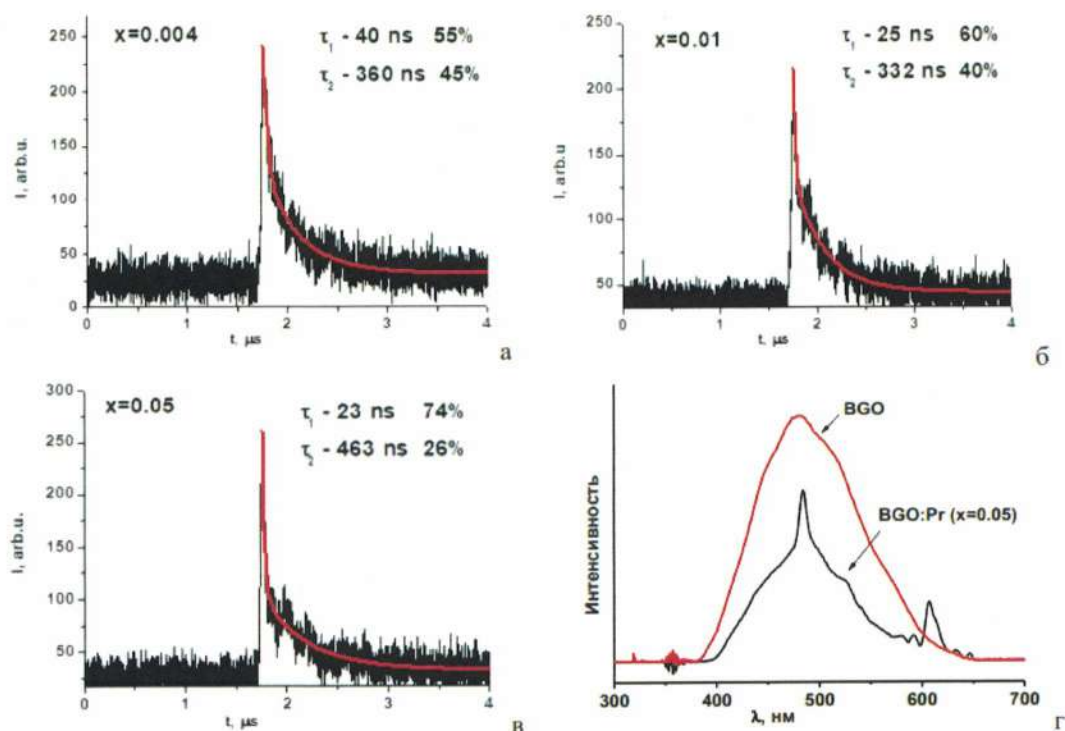 x=0.004
τ₁ - 40 ns 55%
τ₂ - 360 ns 45%
I, arb.u.
250
200
150
100
50
0
0 1 2 3 4
t, μs
а
x=0.01
τ₁ - 25 ns 60%
τ₂ - 332 ns 40%
I, arb.u
250
200
150
100
50
0 1 2 3 4
t, μs
б
x=0.05
τ₁ - 23 ns 74%
τ₂ - 463 ns 26%
I, arb.u.
300
250
200
150
100
50
0 1 2 3 4
t, μs
в
BGO
BGO:Pr (x=0.05)
Интенсивность
300 400 500 600 700
λ, нм
г